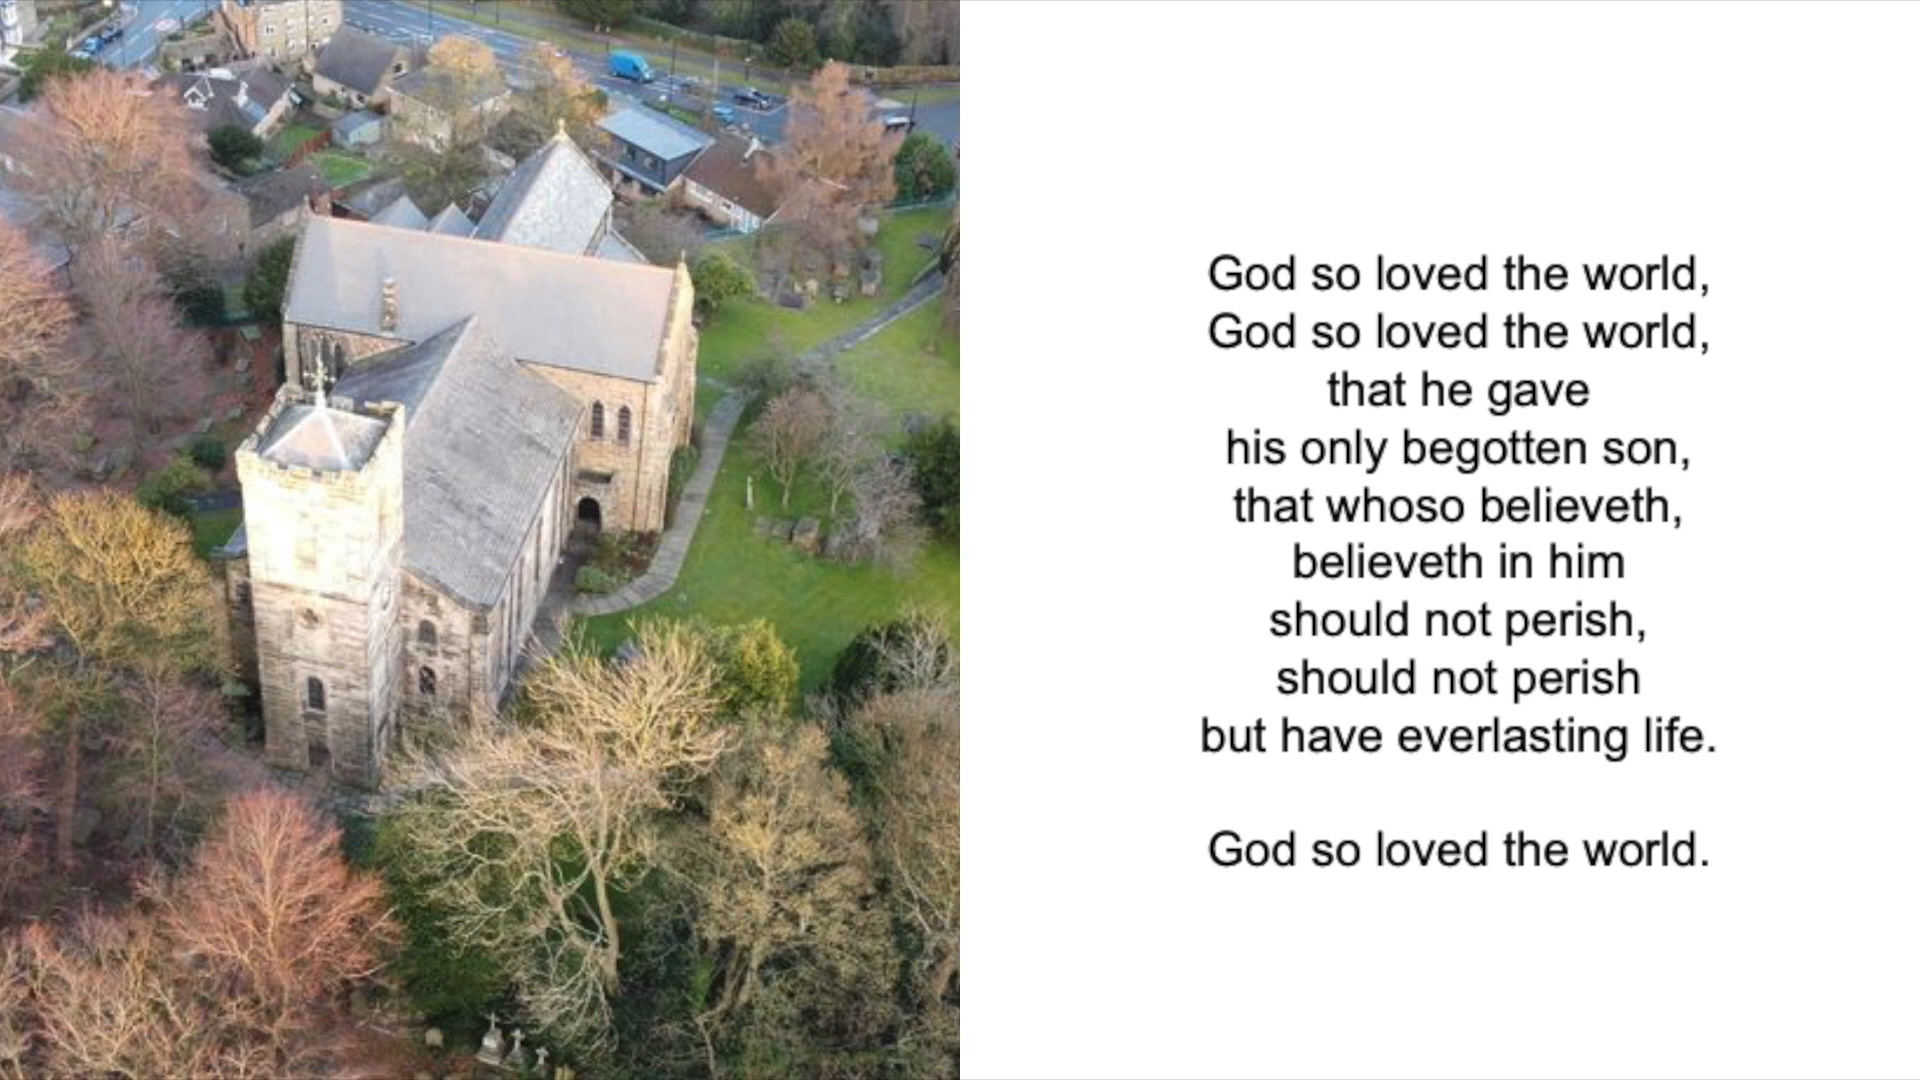 God so loved the world,
God so loved the world,
that he gave
his only begotten son,
that whoso believeth,
believeth in him
should not perish,
should not perish
but have everlasting life.
God so loved the world.